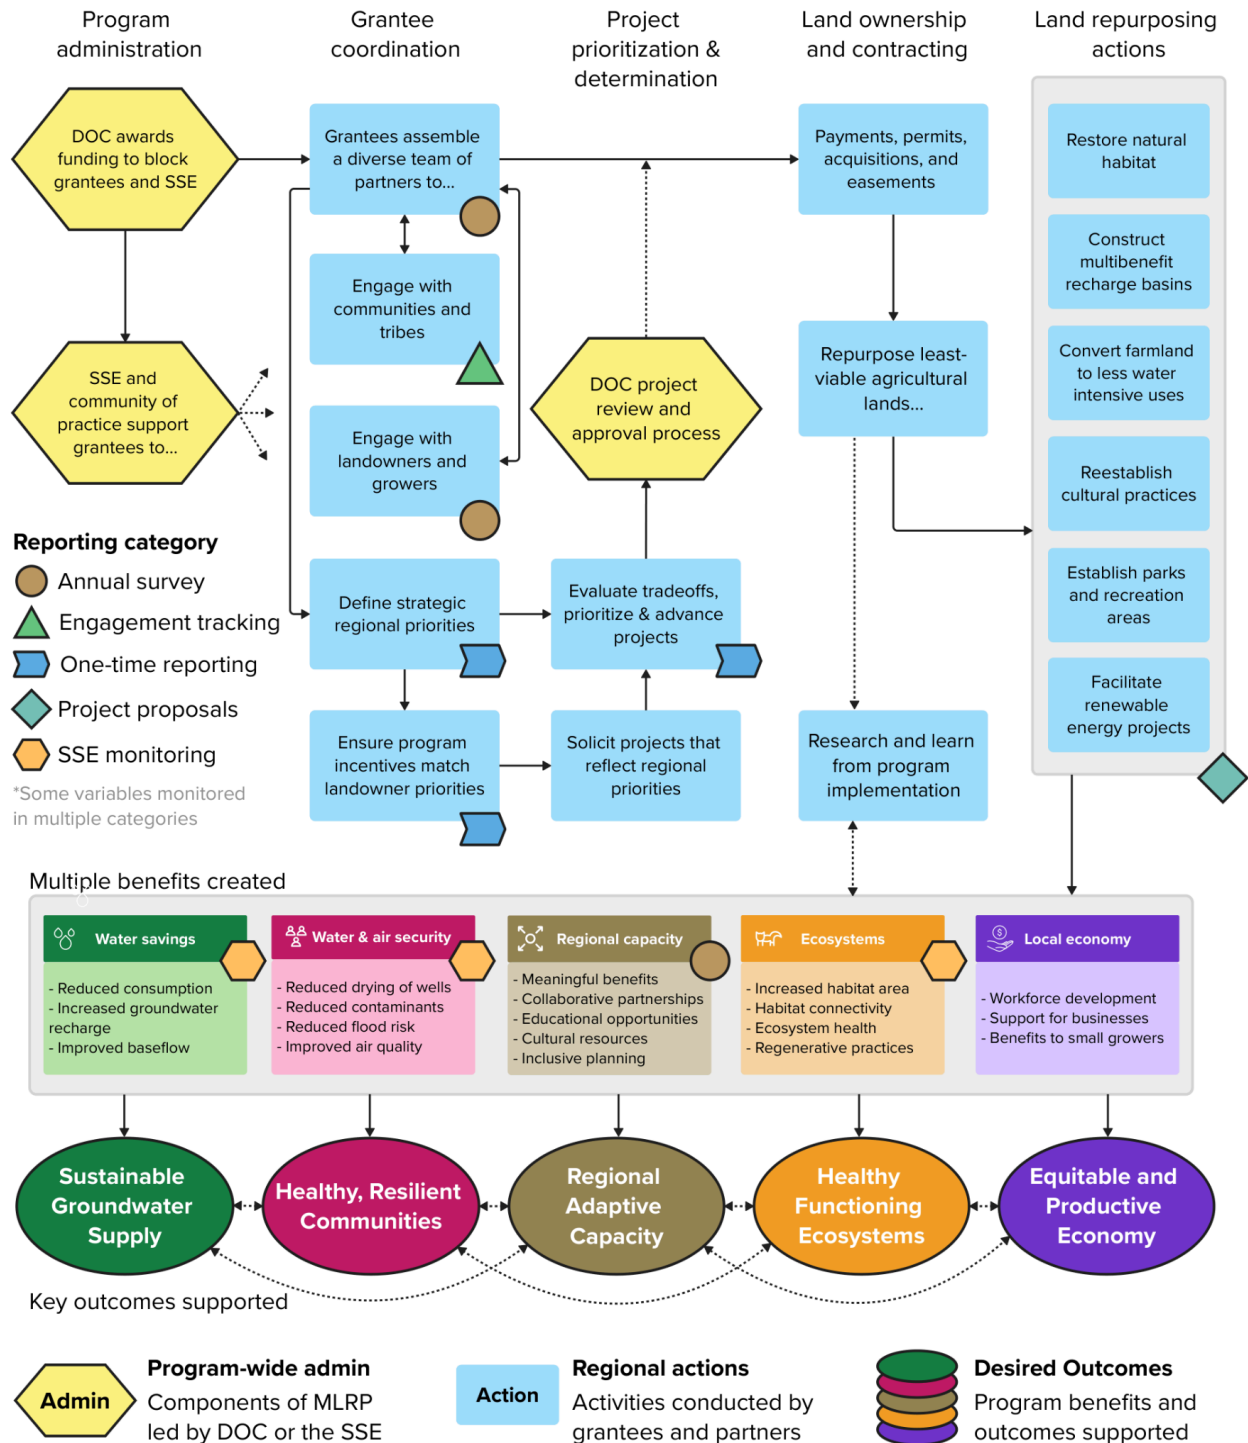 Program
administration
Grantee
coordination
Project
prioritization &
determination
Land ownership
and contracting
Land repurposing
actions
DOC awards
funding to block
grantees and SSE
Grantees assemble
a diverse team of
partners to...
Payments, permits,
acquisitions, and
easements
Restore natural
habitat
Construct
multibenefit
recharge basins
Engage with
communities and
tribes
SSE and
community of
practice support
grantees to...
DOC project
review and
approval process
Repurpose least-
viable agricultural
lands...
Convert farmland
to less water
intensive uses
Engage with
landowners and
growers
Reestablish
cultural practices
Reporting category
Annual survey
Engagement tracking
One-time reporting
Project proposals
SSE monitoring
*Some variables monitored
in multiple categories
Define strategic
regional priorities
Evaluate tradeoffs,
prioritize & advance
projects
Establish parks
and recreation
areas
Ensure program
incentives match
landowner priorities
Solicit projects that
reflect regional
priorities
Research and learn
from program
implementation
Facilitate
renewable
energy projects
Multiple benefits created
Water savings
- Reduced consumption
- Increased groundwater
recharge
- Improved baseflow
Water & air security
- Reduced drying of wells
- Reduced contaminants
- Reduced flood risk
- Improved air quality
Regional capacity
- Meaningful benefits
- Collaborative partnerships
- Educational opportunities
- Cultural resources
- Inclusive planning
Ecosystems
- Increased habitat area
- Habitat connectivity
- Ecosystem health
- Regenerative practices
$
Local economy
- Workforce development
- Support for businesses
- Benefits to small growers
Sustainable
Groundwater
Supply
Healthy, Resilient
Communities
Regional
Adaptive
Capacity
Healthy
Functioning
Ecosystems
Equitable and
Productive
Economy
Key outcomes supported
Admin
Program-wide admin
Components of MLRP
led by DOC or the SSE
Action
Regional actions
Activities conducted by
grantees and partners
Desired Outcomes
Program benefits and
outcomes supported